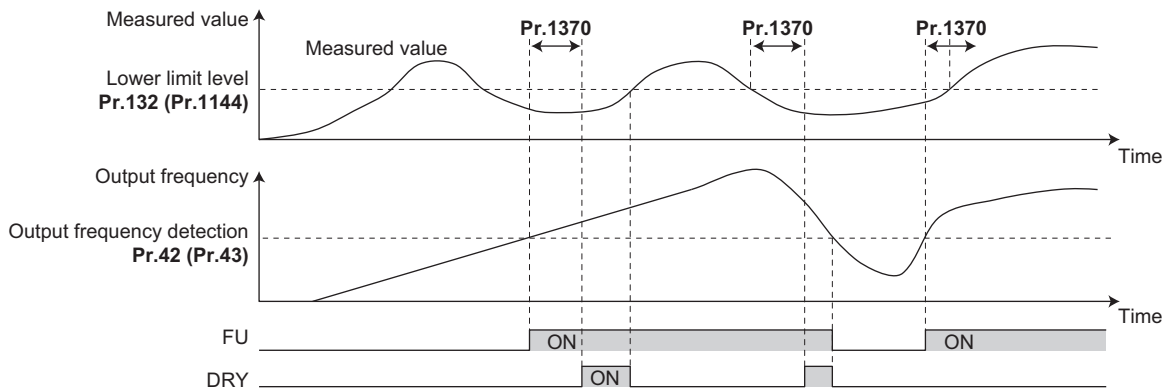 Measured value
Pr.1370
Pr.1370
Pr.1370
Measured value
Lower limit level
Pr.132 (Pr.1144)
Time
Output frequency
Output frequency detection
Pr.42 (Pr.43)
Time
FU
ON
ON
DRY
ON